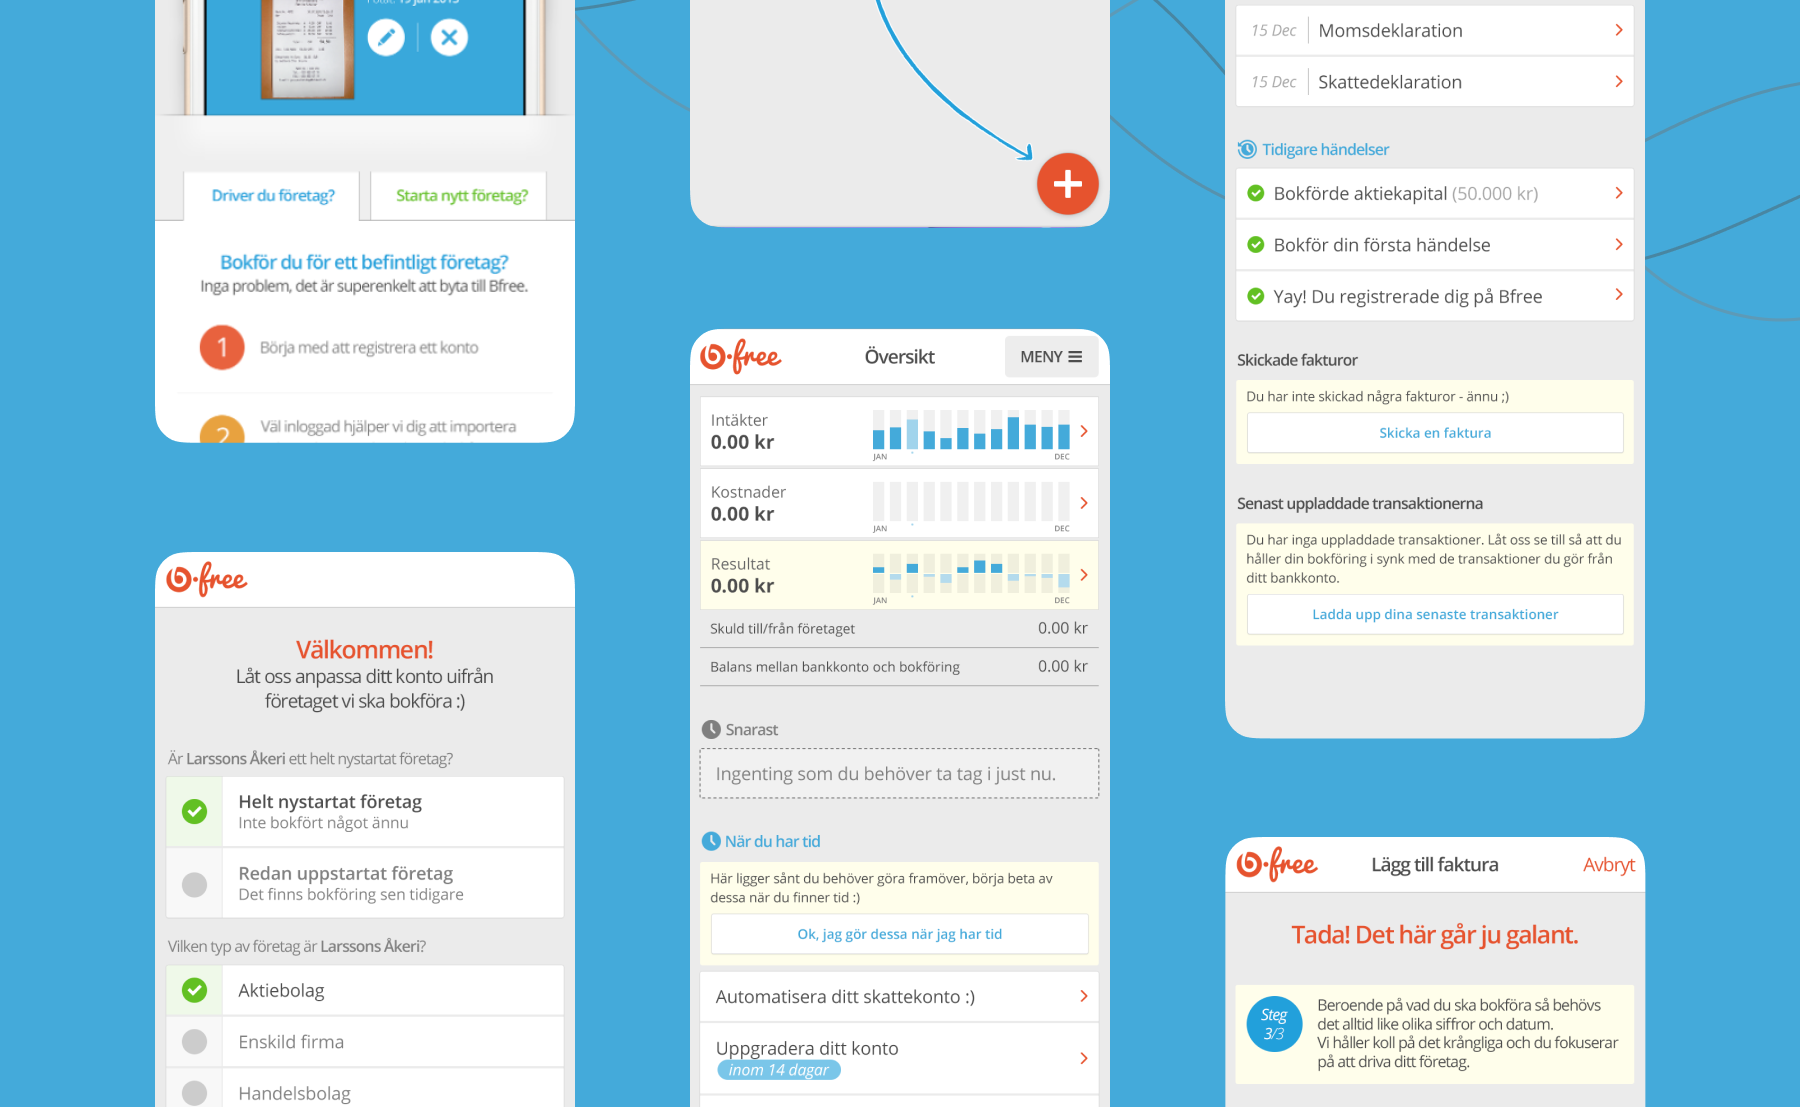 19 jan 2015
Driver du företag?
Starta nytt företag?
Bokför du för ett befintligt företag?
Inga problem, det är superenkelt att byta till Bfree.
1
Börja med att registrera ett konto
2
Väl inloggad hjälper vi dig att importera
b.free
Välkommen!
Låt oss anpassa ditt konto uifrån
företaget vi ska bokföra :)
Är Larssons Åkeri ett helt nystartat företag?
Helt nystartat företag
Inte bokfört något ännu
Redan uppstartat företag
Det finns bokföring sen tidigare
Vilken typ av företag är Larssons Åkeri?
Aktiebolag
Enskild firma
Handelsbolag
b.free
Översikt
MENY
Intäkter
0.00 kr
JAN
DEC
Kostnader
0.00 kr
JAN
DEC
Resultat
0.00 kr
JAN
DEC
Skuld till/från företaget
0.00 kr
Balans mellan bankkonto och bokföring
0.00 kr
Snarast
Ingenting som du behöver ta tag i just nu.
När du har tid
Här ligger sånt du behöver göra framöver, börja beta av
dessa när du finner tid :)
Ok, jag gör dessa när jag har tid
Automatisera ditt skattekonto :)
Uppgradera ditt konto
inom 14 dagar
15 Dec
Momsdeklaration
15 Dec
Skattedeklaration
Tidigare händelser
Bokförde aktiekapital (50.000 kr)
Bokför din första händelse
Yay! Du registrerade dig på Bfree
Skickade fakturor
Du har inte skickad några fakturor - ännu ;)
Skicka en faktura
Senast uppladdade transaktionerna
Du har inga uppladdade transaktioner. Låt oss se till så att du
håller din bokföring i synk med de transaktioner du gör från
ditt bankkonto.
Ladda upp dina senaste transaktioner
b.free
Lägg till faktura
Avbryt
Tada! Det här går ju galant.
Steg
3/3
Beroende på vad du ska bokföra så behövs
det alltid like olika siffror och datum.
Vi håller koll på det krångliga och du fokuserar
på att driva ditt företag.